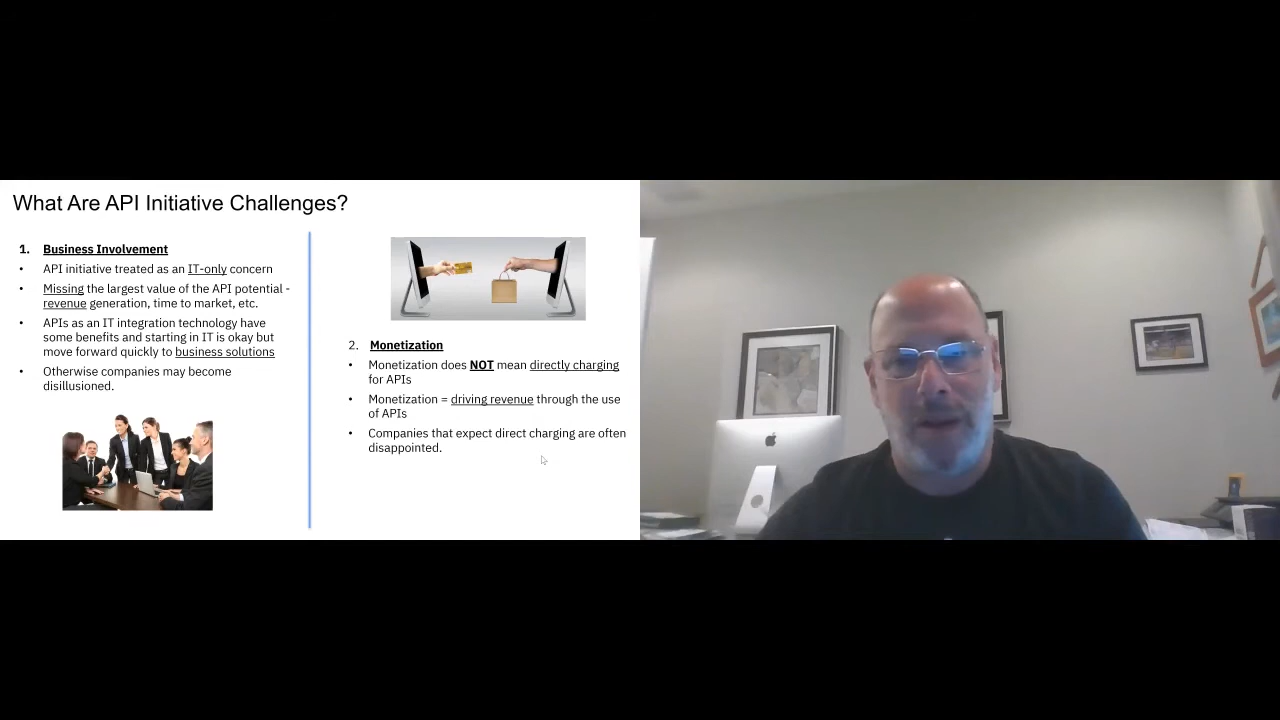 What Are API Initiative Challenges?
1. Business Involvement
• API initiative treated as an IT-only concern
• Missing the largest value of the API potential -
revenue generation, time to market, etc.
• APIs as an IT integration technology have
some benefits and starting in IT is okay but
move forward quickly to business solutions
• Otherwise companies may become
disillusioned.
2. Monetization
• Monetization does NOT mean directly charging
for APIs
• Monetization = driving revenue through the use
of APIs
• Companies that expect direct charging are often
disappointed.